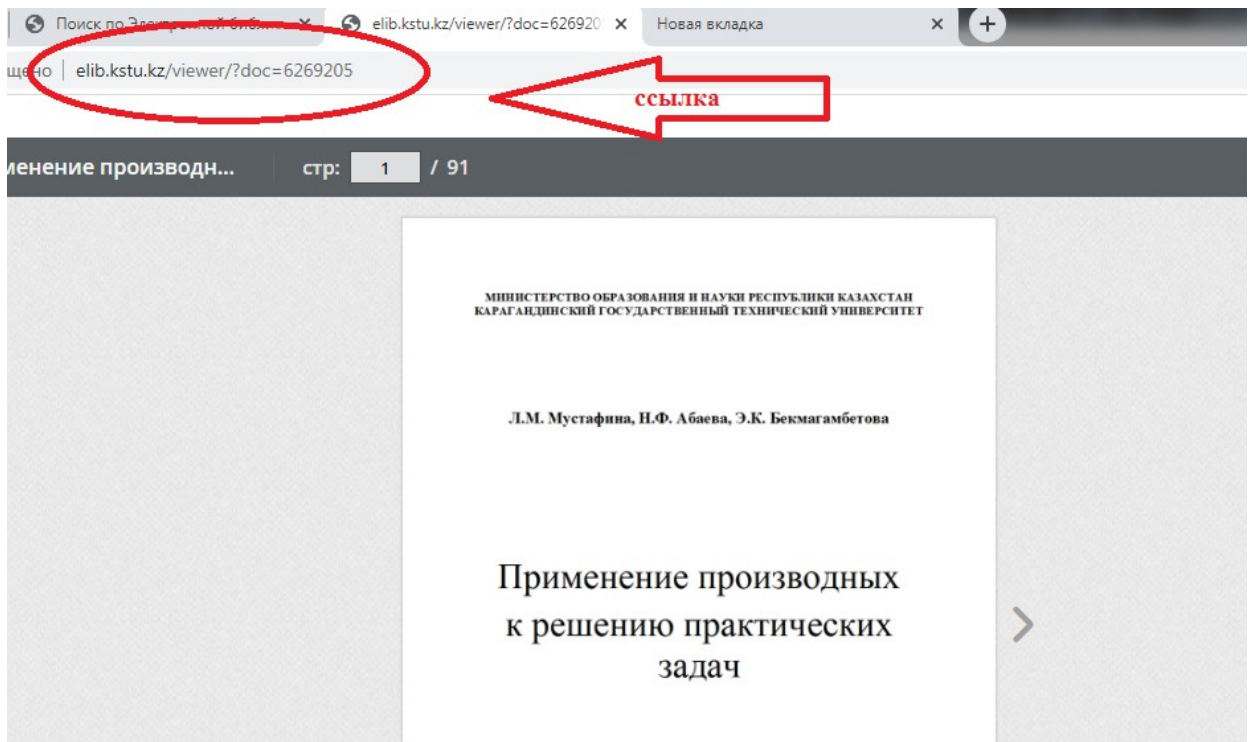 Поиск по Электронной библ
elib.kstu.kz/viewer/?doc=626920
Новая вкладка
щено
elib.kstu.kz/viewer/?doc=6269205
ссылка
менение производн...
стр: 1 / 91
МИНИСТЕРСТВО ОБРАЗОВАНИЯ И НАУКИ РЕСПУБЛИКИ КАЗАХСТАН
КАРАГАНДИНСКИЙ ГОСУДАРСТВЕННЫЙ ТЕХНИЧЕСКИЙ УНИВЕРСИТЕТ
Л.М. Мустафина, Н.Ф. Абаева, Э.К. Бекмагамбетова
Применение производных
к решению практических
задач